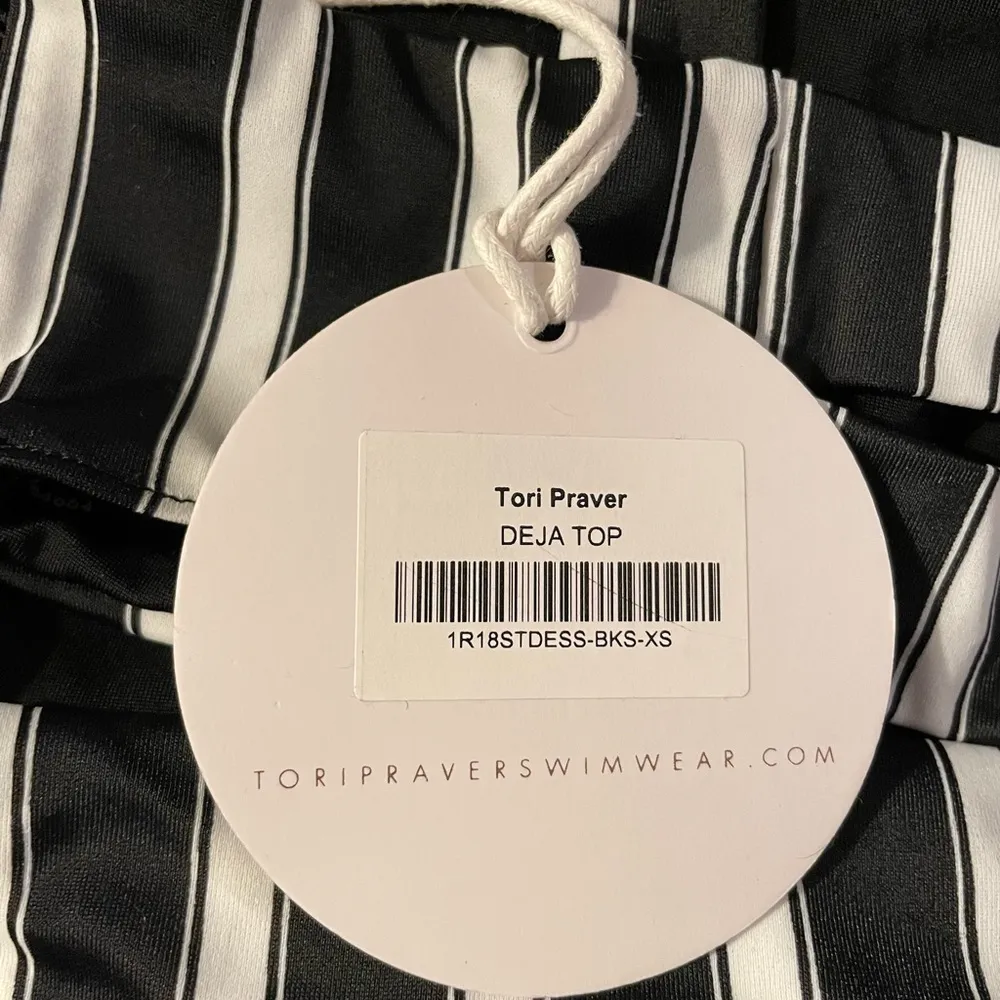 Tori Praver
DEJA TOP
1R18STDESS-BKS-XS
TORIPRAVERSWIMWEAR.COM